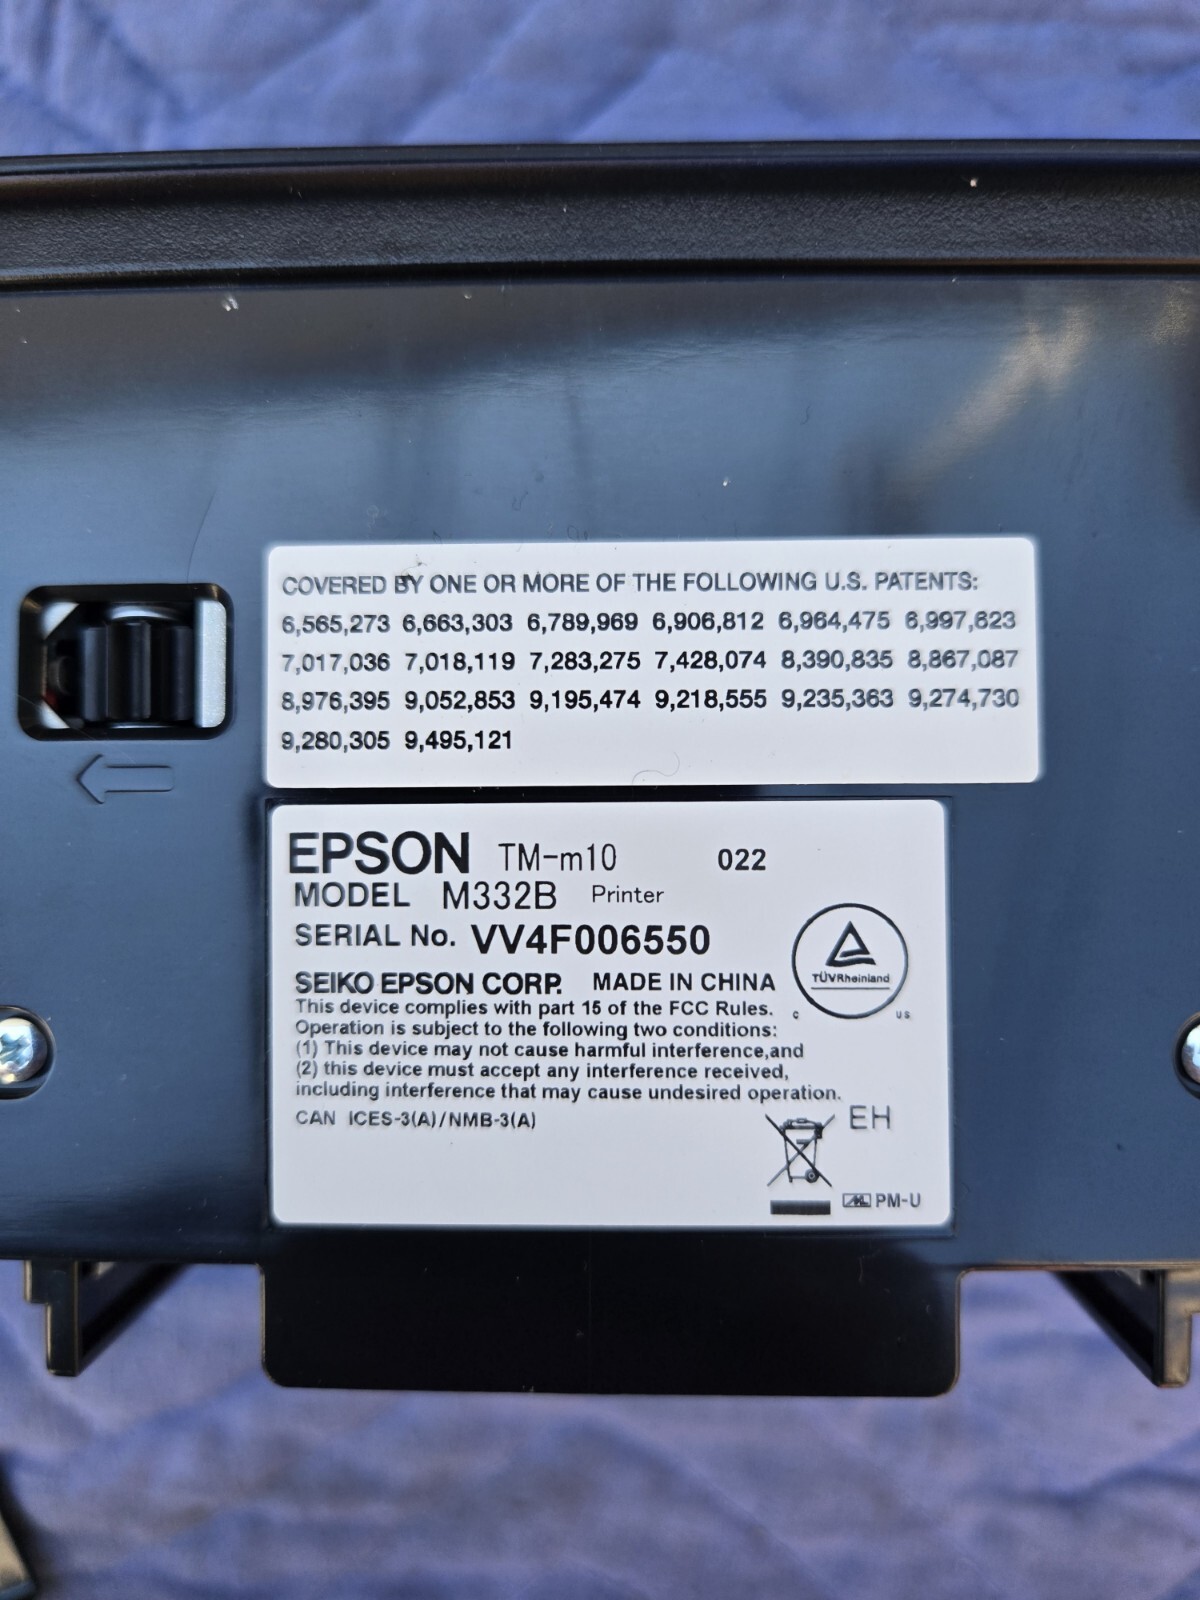 COVERED BY ONE OR MORE OF THE FOLLOWING U.S. PATENTS:
6,565,273 6,663,303 6,789,969 6,906,812 6,964,475 6,997,623
7,017,036 7,018,119 7,283,275 7,428,074 8,390,835 8,867,087
8,976,395 9,052,853 9,195,474 9,218,555 9,235,363 9,274,730
9,280,305 9,495,121
EPSON TM-m10 022
MODEL M332B Printer
SERIAL No. VV4F006550
TÜVRheinland
C US
SEIKO EPSON CORP. MADE IN CHINA
This device complies with part 15 of the FCC Rules.
Operation is subject to the following two conditions:
(1) This device may not cause harmful interference,and
(2) this device must accept any interference received,
including interference that may cause undesired operation.
CAN ICES-3(A)/NMB-3(A)
EH
PM-U